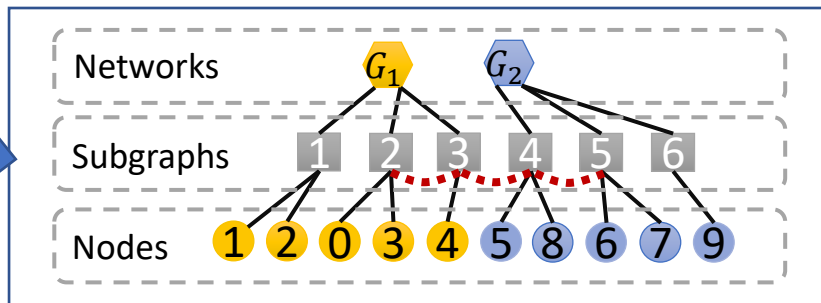 Networks G₁ G₂
Subgraphs 1 2 3 4 5 6
Nodes 1 2 0 3 4 5 8 6 7 9